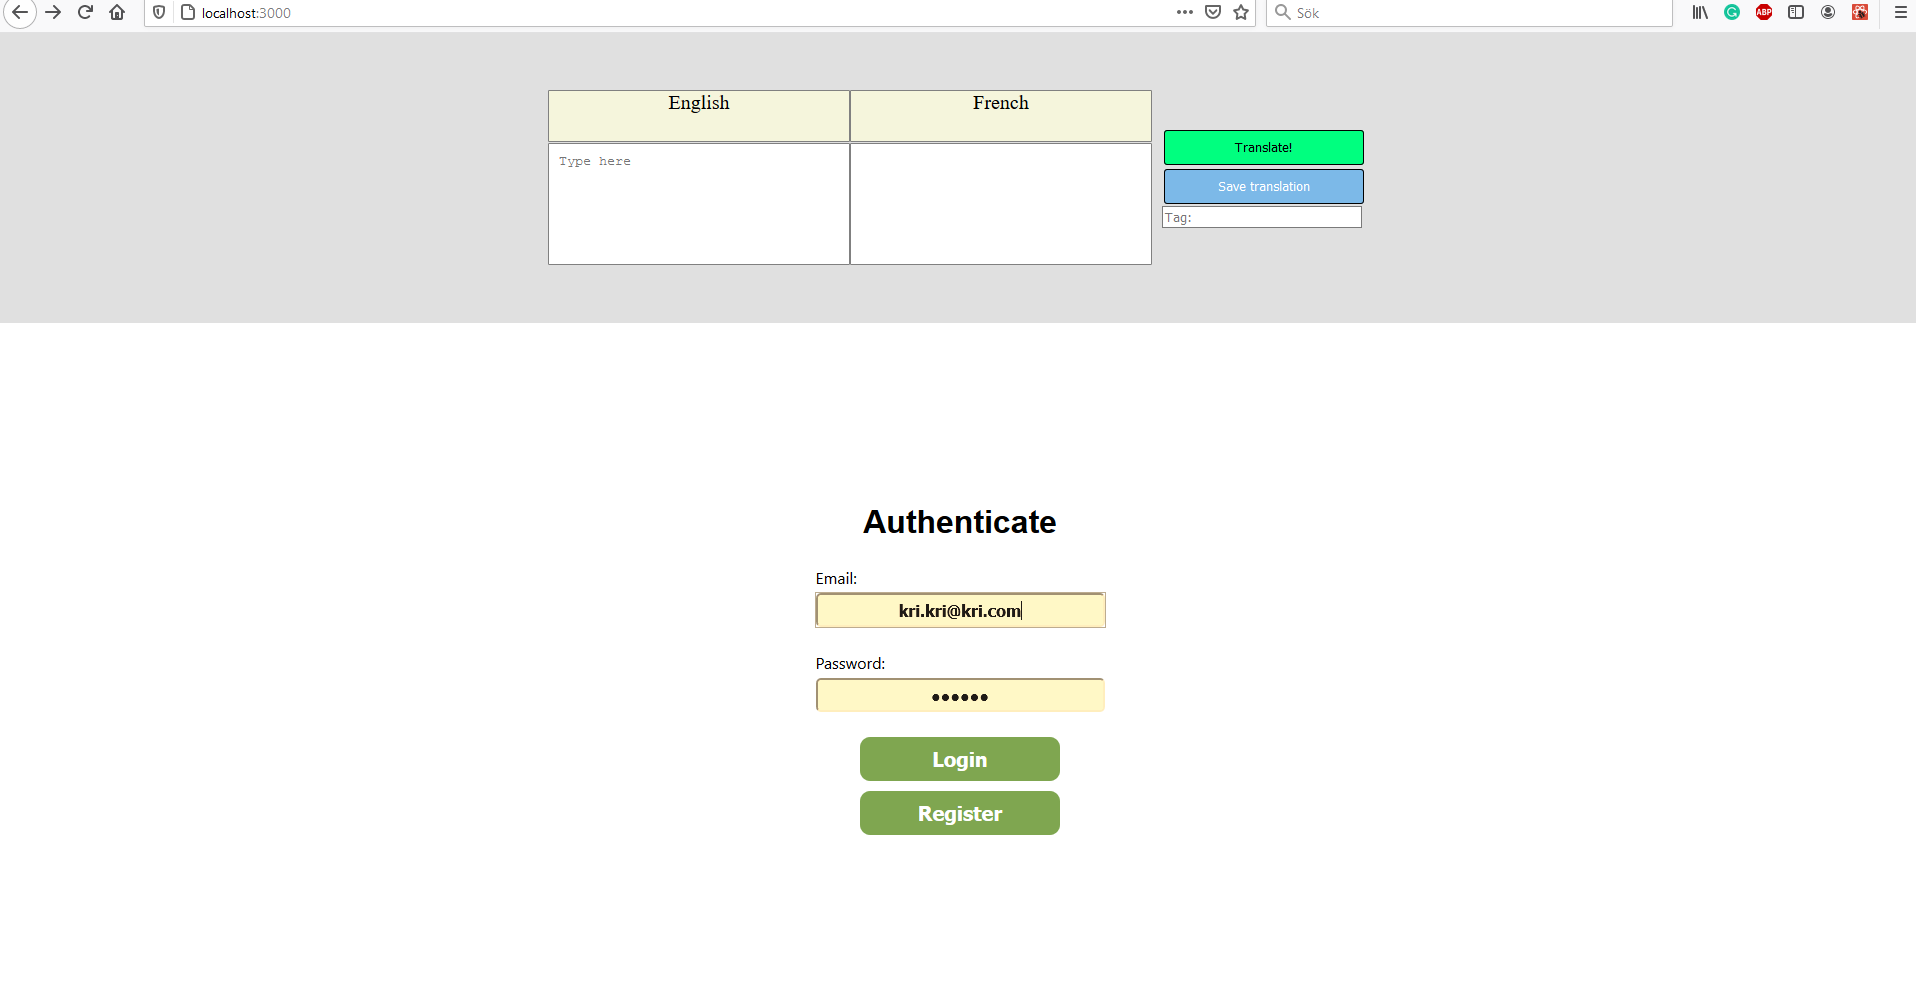 localhost:3000
Sök
ABP
English French
Translate!
Type here
Save translation
Tag:
Authenticate
Email:
kri.kri@kri.com
Password:
••••••
Login
Register